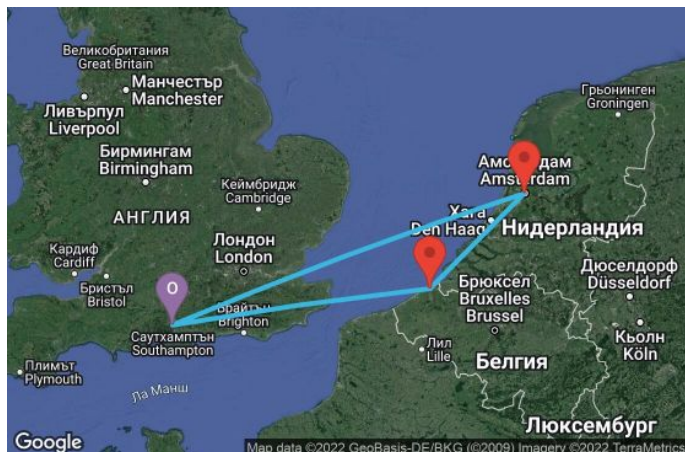 Великобритания
Great Britain
Манчестър
Manchester
Ливърпул
Liverpool
Грьонинген
Groningen
Бирмингам
Birmingham
Кеймбридж
Cambridge
Amsterdam
АНГЛИЯ
Хага
Den Haag
Нидерландия
Кардиф
Cardiff
Лондон
London
Бристъл
Bristol
O
Брюксел
Bruxelles
Brussel
Дюселдорф
Düsseldorf
Брайтън
Brighton
Саутхамптън
Southampton
Лил
Lille
Кьолн
Köln
Плимът
Plymouth
Белгия
Ла Манш
Люксембург
Google
Map data ©2022 GeoBasis-DE/BKG (©2009) Imagery ©2022 TerraMetrics